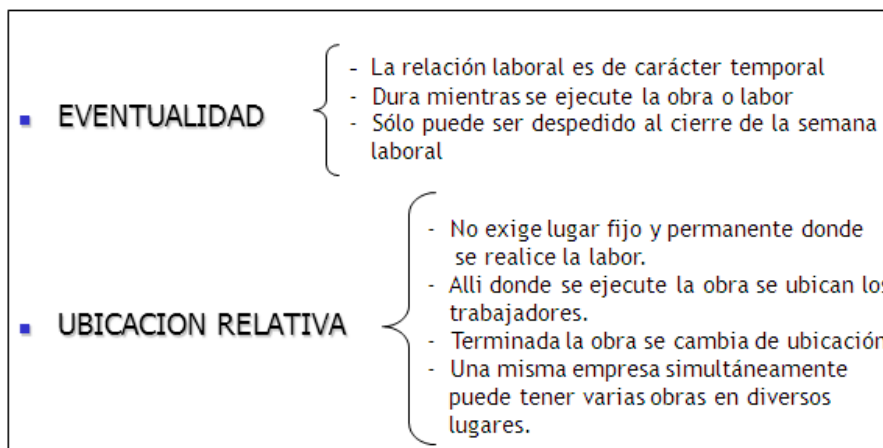 ▪ EVENTUALIDAD
- La relación laboral es de carácter temporal
- Dura mientras se ejecute la obra o labor
- Sólo puede ser despedido al cierre de la semana
laboral
▪ UBICACION RELATIVA
- No exige lugar fijo y permanente donde
se realice la labor.
- Alli donde se ejecute la obra se ubican los
trabajadores.
- Terminada la obra se cambia de ubicación
- Una misma empresa simultáneamente
puede tener varias obras en diversos
lugares.